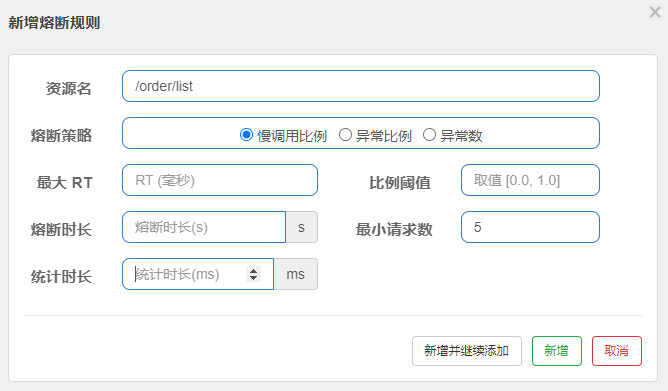 新增熔断规则
资源名 /order/list
熔断策略 慢调用比例 异常比例 异常数
最大 RT RT (毫秒) 比例阈值 取值 [0.0, 1.0]
熔断时长 熔断时长(s) s 最小请求数 5
统计时长 统计时长(ms) ms
新增并继续添加 新增 取消